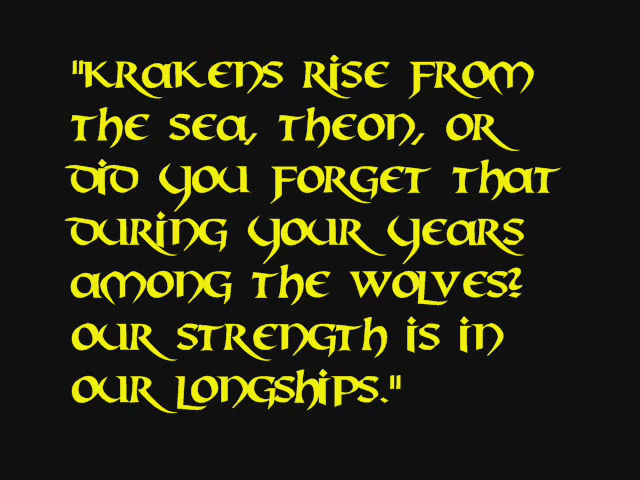 "Krakens rise from
the sea, Theon, or
did you forget that
during your years
among the wolves?
Our strength is in
our longships."